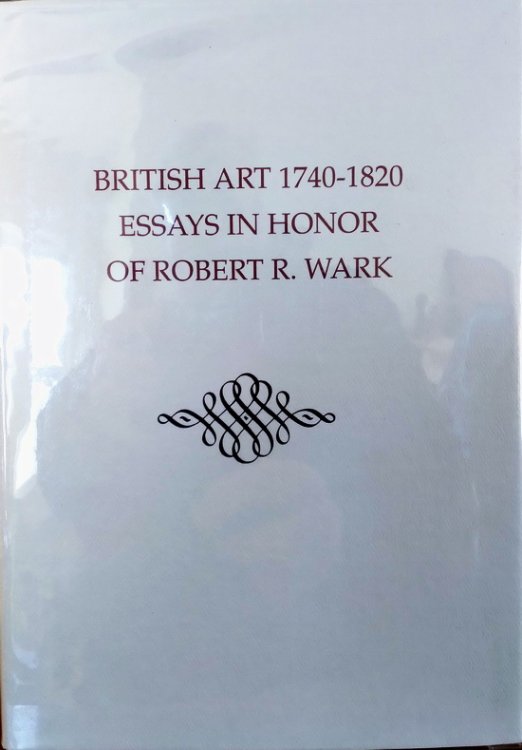 BRITISH ART 1740-1820
ESSAYS IN HONOR
OF ROBERT R. WARK